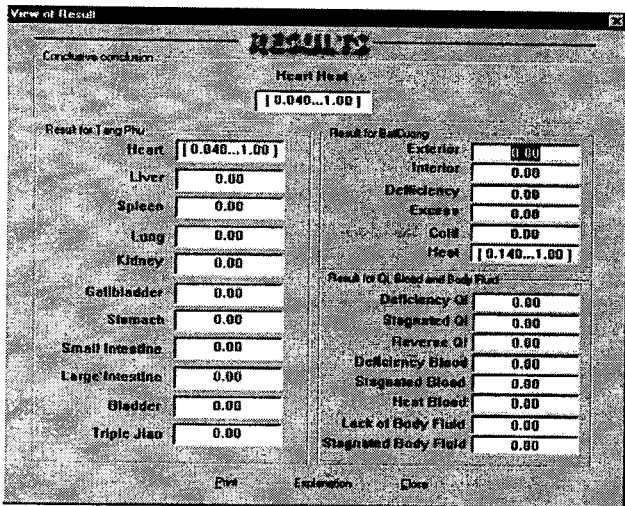 View of Result
RESULTS
Conclusive conclusion
Heart Heat
[ 0.040...1.00 ]
Result for Tang Phu
Heart [ 0.040...1.00 ]
Liver 0.00
Spleen 0.00
Lung 0.00
Kidney 0.00
Gallbladder 0.00
Stomach 0.00
Small Intestine 0.00
Large Intestine 0.00
Bladder 0.00
Triple Jiao 0.00
Result for BatCuong
Exterior 0.00
Interior 0.00
Defficiency 0.00
Excess 0.00
Cold 0.00
Heat [ 0.140...1.00 ]
Result for Qi, Blood and Body Fluid
Deficiency Qi 0.00
Stagnated Qi 0.00
Reverse Qi 0.00
Deficiency Blood 0.00
Stagnated Blood 0.00
Heat Blood 0.00
Lack of Body Fluid 0.00
Stagnated Body Fluid 0.00
Print Explanation Close